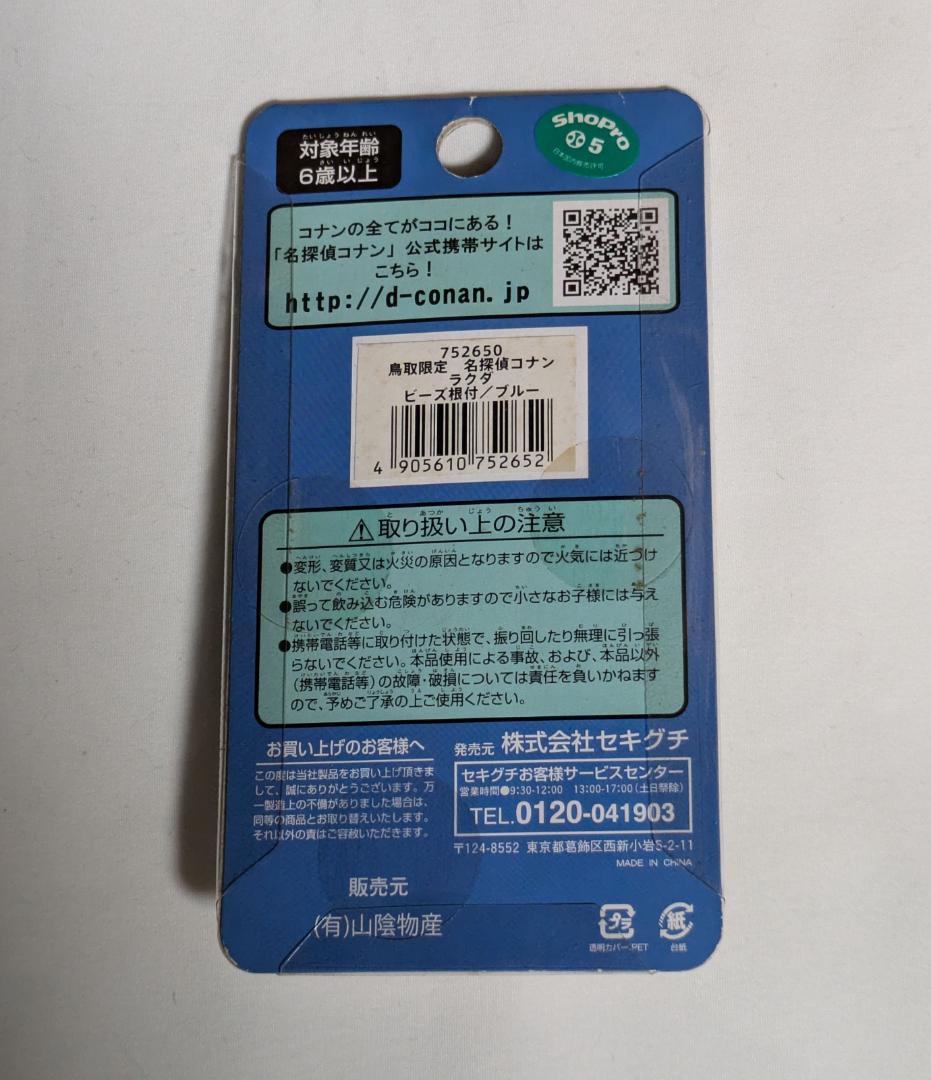 対象年齢
6歳以上
ShoPro
5
日本国内販売許可
コナンの全てがココにある！
「名探偵コナン」公式携帯サイトは
こちら！
http://d-conan.jp
752650
鳥取限定　名探偵コナン
ラクダ
ビーズ根付／ブルー
4 905610 752652
⚠取り扱い上の注意
●変形、変質又は火災の原因となりますので火気には近づけ
ないでください。
●誤って飲み込む危険がありますので小さなお子様には与え
ないでください。
●携帯電話等に取り付けた状態で、振り回したり無理に引っ張
らないでください。本品使用による事故、および、本品以外
(携帯電話等)の故障・破損については責任を負いかねます
ので、予めご了承の上ご使用ください。
お買い上げのお客様へ
この度は当社製品をお買い上げ頂きま
して、誠にありがとうございます。万
一製造上の不備がありました場合は、
同等の商品とお取り替えいたします。
それ以外の責はご容赦いただきます。
発売元 株式会社セキグチ
セキグチお客様サービスセンター
営業時間●9:30-12:00　13:00-17:00(土日祭除)
TEL.0120-041903
〒124-8552 東京都葛飾区西新小岩5-2-11
MADE IN CHINA
販売元
(有)山陰物産
プラ
透明カバー:PET
紙
台紙